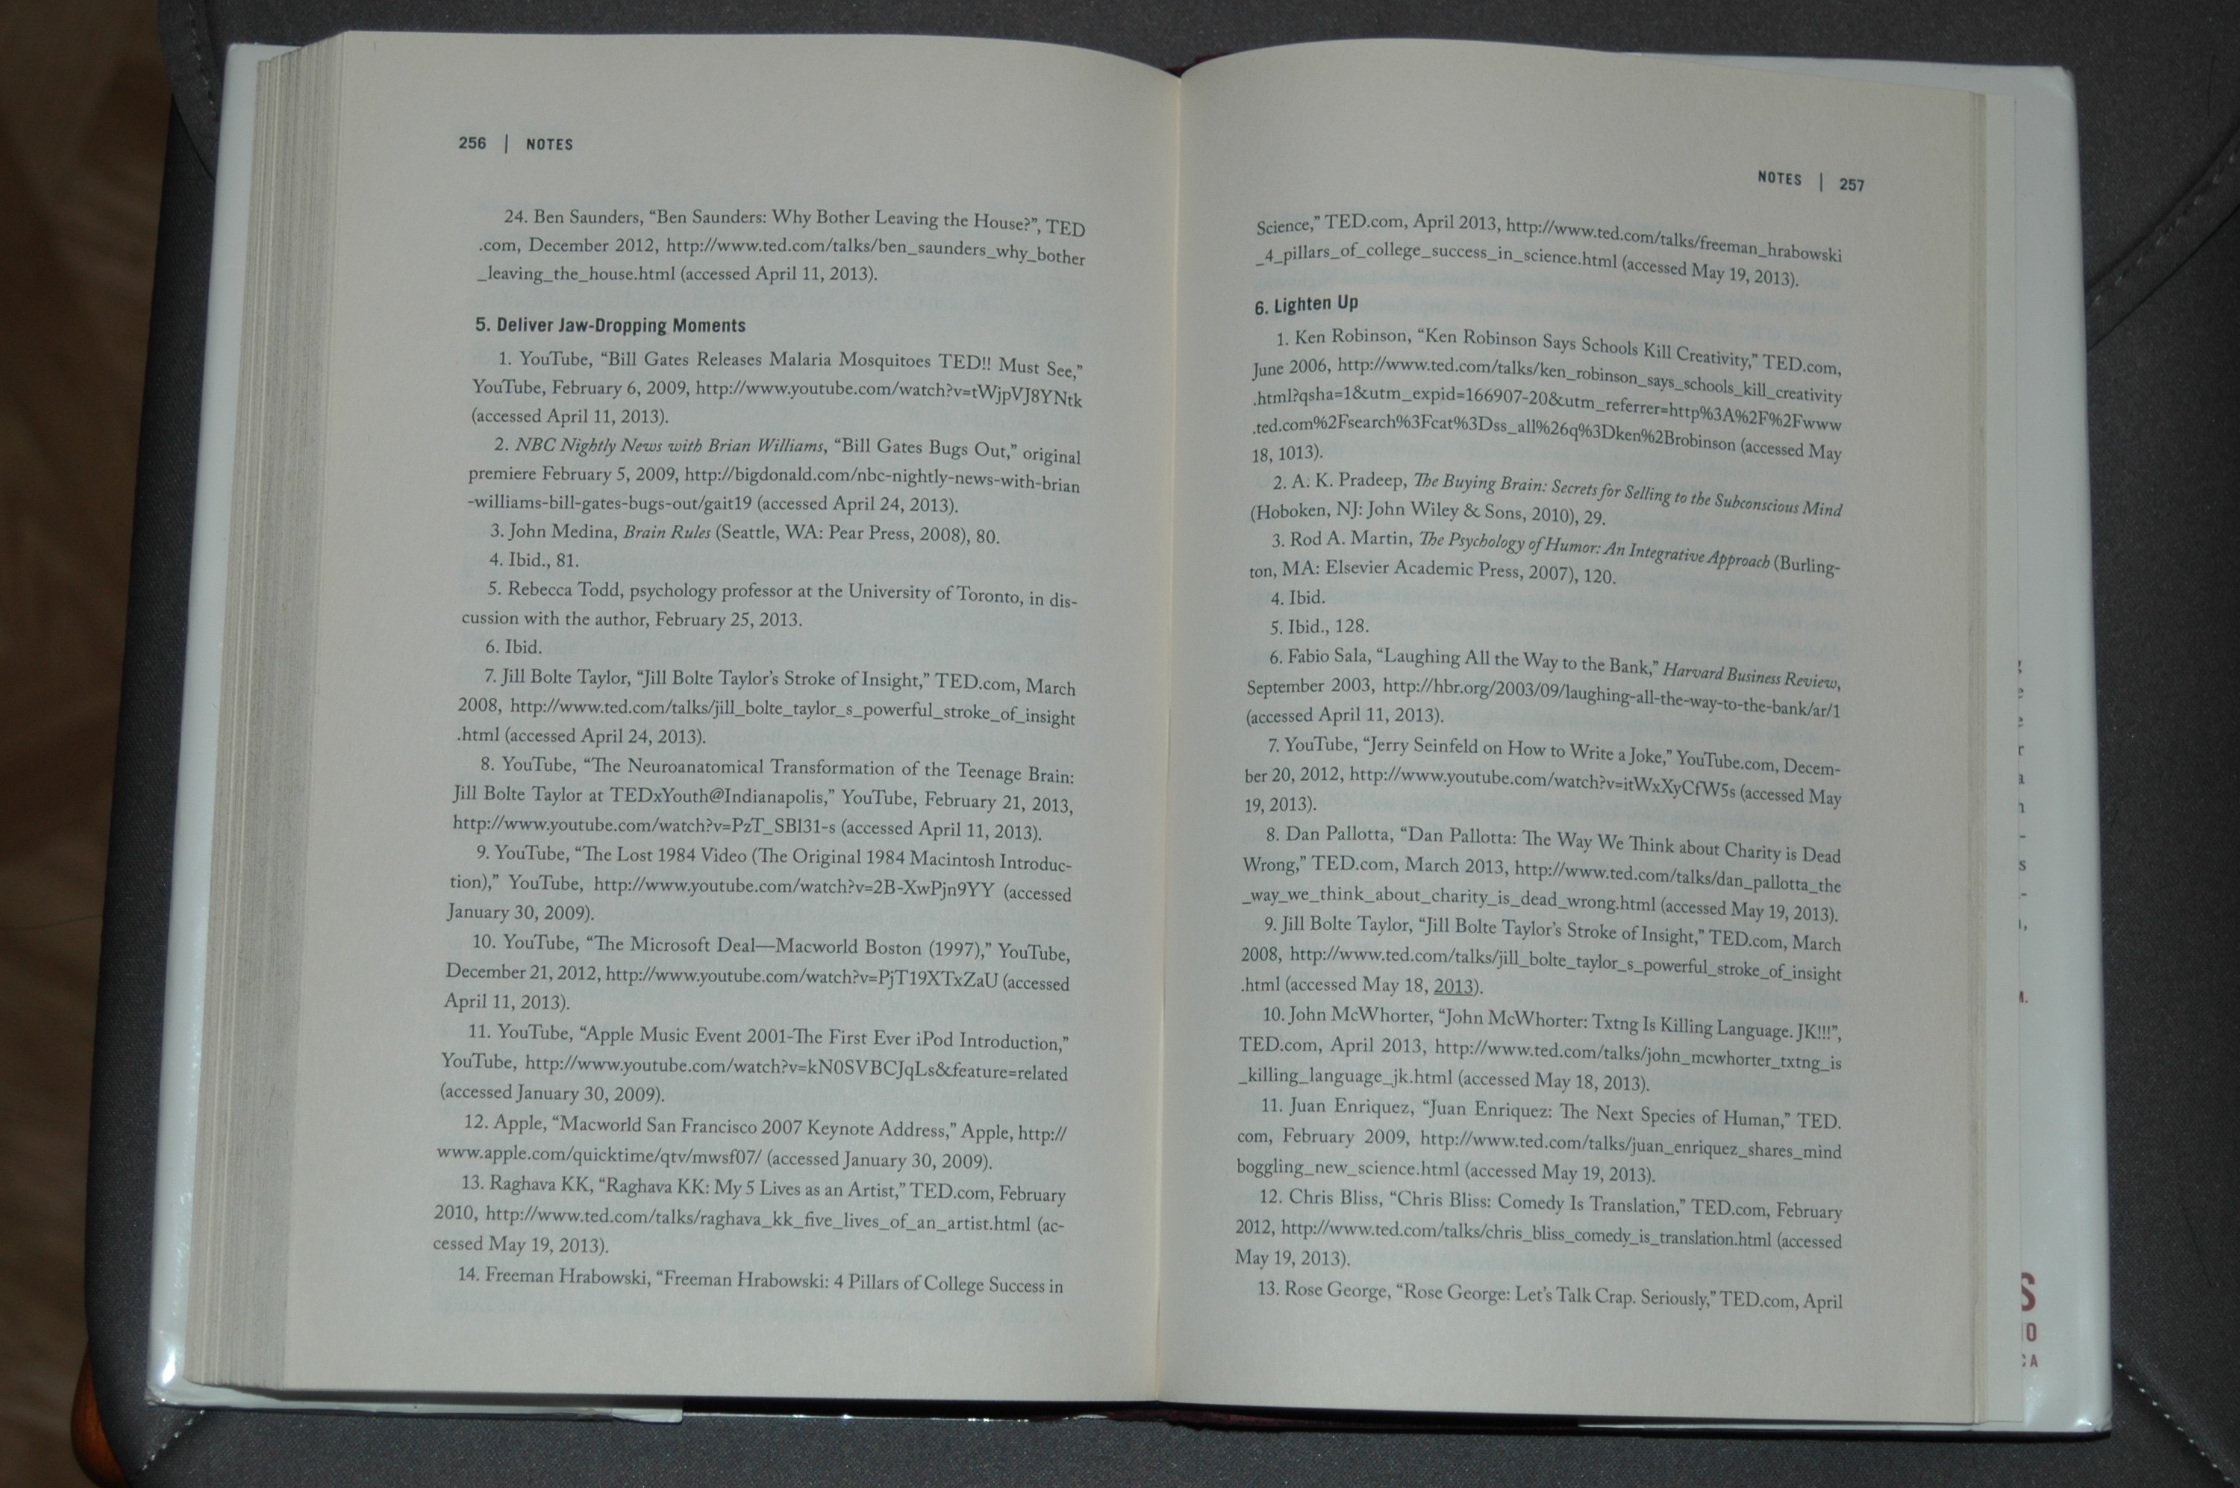 256 | NOTES
24. Ben Saunders, “Ben Saunders: Why Bother Leaving the House?”, TED
.com, December 2012, http://www.ted.com/talks/ben_saunders_why_bother
_leaving_the_house.html (accessed April 11, 2013).
5. Deliver Jaw-Dropping Moments
1. YouTube, “Bill Gates Releases Malaria Mosquitoes TED!! Must See,”
YouTube, February 6, 2009, http://www.youtube.com/watch?v=tWjpVJ8YNtk
(accessed April 11, 2013).
2. NBC Nightly News with Brian Williams, “Bill Gates Bugs Out,” original
premiere February 5, 2009, http://bigdonald.com/nbc-nightly-news-with-brian
-williams-bill-gates-bugs-out/gait19 (accessed April 24, 2013).
3. John Medina, Brain Rules (Seattle, WA: Pear Press, 2008), 80.
4. Ibid., 81.
5. Rebecca Todd, psychology professor at the University of Toronto, in dis-
cussion with the author, February 25, 2013.
6. Ibid.
7. Jill Bolte Taylor, “Jill Bolte Taylor’s Stroke of Insight,” TED.com, March
2008, http://www.ted.com/talks/jill_bolte_taylor_s_powerful_stroke_of_insight
.html (accessed April 24, 2013).
8. YouTube, “The Neuroanatomical Transformation of the Teenage Brain:
Jill Bolte Taylor at TEDxYouth@Indianapolis,” YouTube, February 21, 2013,
http://www.youtube.com/watch?v=PzT_SBl31-s (accessed April 11, 2013).
9. YouTube, “The Lost 1984 Video (The Original 1984 Macintosh Introduc-
tion),” YouTube, http://www.youtube.com/watch?v=2B-XwPjn9YY (accessed
January 30, 2009).
10. YouTube, “The Microsoft Deal—Macworld Boston (1997),” YouTube,
December 21, 2012, http://www.youtube.com/watch?v=PjT19XTxZaU (accessed
April 11, 2013).
11. YouTube, “Apple Music Event 2001-The First Ever iPod Introduction,”
YouTube, http://www.youtube.com/watch?v=kN0SVBCJqLs&feature=related
(accessed January 30, 2009).
12. Apple, “Macworld San Francisco 2007 Keynote Address,” Apple, http://
www.apple.com/quicktime/qtv/mwsf07/ (accessed January 30, 2009).
13. Raghava KK, “Raghava KK: My 5 Lives as an Artist,” TED.com, February
2010, http://www.ted.com/talks/raghava_kk_five_lives_of_an_artist.html (ac-
cessed May 19, 2013).
14. Freeman Hrabowski, “Freeman Hrabowski: 4 Pillars of College Success in
NOTES | 257
Science,” TED.com, April 2013, http://www.ted.com/talks/freeman_hrabowski
_4_pillars_of_college_success_in_science.html (accessed May 19, 2013).
6. Lighten Up
1. Ken Robinson, “Ken Robinson Says Schools Kill Creativity,” TED.com,
June 2006, http://www.ted.com/talks/ken_robinson_says_schools_kill_creativity
.html?qsha=1&utm_expid=166907-20&utm_referrer=http%3A%2F%2Fwww
.ted.com%2Fsearch%3Fcat%3Dss_all%26q%3Dken%2Brobinson (accessed May
18, 1013).
2. A. K. Pradeep, The Buying Brain: Secrets for Selling to the Subconscious Mind
(Hoboken, NJ: John Wiley & Sons, 2010), 29.
3. Rod A. Martin, The Psychology of Humor: An Integrative Approach (Burling-
ton, MA: Elsevier Academic Press, 2007), 120.
4. Ibid.
5. Ibid., 128.
6. Fabio Sala, “Laughing All the Way to the Bank,” Harvard Business Review,
September 2003, http://hbr.org/2003/09/laughing-all-the-way-to-the-bank/ar/1
(accessed April 11, 2013).
7. YouTube, “Jerry Seinfeld on How to Write a Joke,” YouTube.com, Decem-
ber 20, 2012, http://www.youtube.com/watch?v=itWxXyCfW5s (accessed May
19, 2013).
8. Dan Pallotta, “Dan Pallotta: The Way We Think about Charity is Dead
Wrong,” TED.com, March 2013, http://www.ted.com/talks/dan_pallotta_the
_way_we_think_about_charity_is_dead_wrong.html (accessed May 19, 2013).
9. Jill Bolte Taylor, “Jill Bolte Taylor’s Stroke of Insight,” TED.com, March
2008, http://www.ted.com/talks/jill_bolte_taylor_s_powerful_stroke_of_insight
.html (accessed May 18, 2013).
10. John McWhorter, “John McWhorter: Txtng Is Killing Language. JK!!!”,
TED.com, April 2013, http://www.ted.com/talks/john_mcwhorter_txtng_is
_killing_language_jk.html (accessed May 18, 2013).
11. Juan Enriquez, “Juan Enriquez: The Next Species of Human,” TED.
com, February 2009, http://www.ted.com/talks/juan_enriquez_shares_mind
boggling_new_science.html (accessed May 19, 2013).
12. Chris Bliss, “Chris Bliss: Comedy Is Translation,” TED.com, February
2012, http://www.ted.com/talks/chris_bliss_comedy_is_translation.html (accessed
May 19, 2013).
13. Rose George, “Rose George: Let’s Talk Crap. Seriously,” TED.com, April